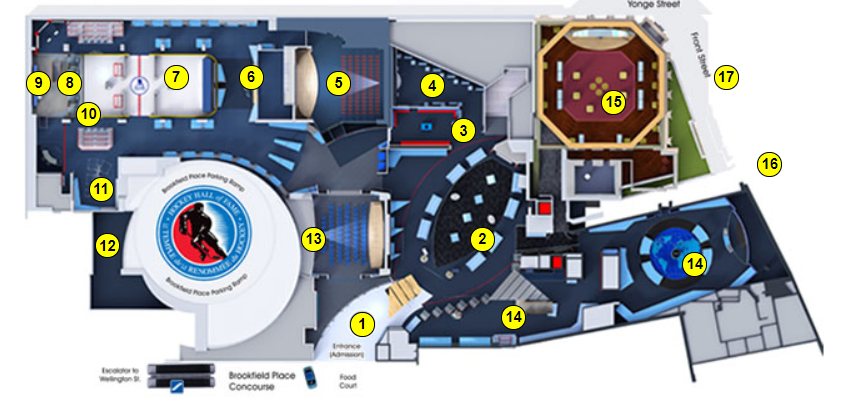 Yonge Street
Front Street
17
16
15
9
8
7
6
5
4
3
10
11
12
13
2
14
14
1
Brookfield Place Parking Ramp
HOCKEY HALL of FAME
TEMPLE de la RENOMMÉE du HOCKEY
Brookfield Place Parking Ramp
Entrance
(Admission)
Escalator to
Wellington St.
Brookfield Place
Concourse
Food
Court